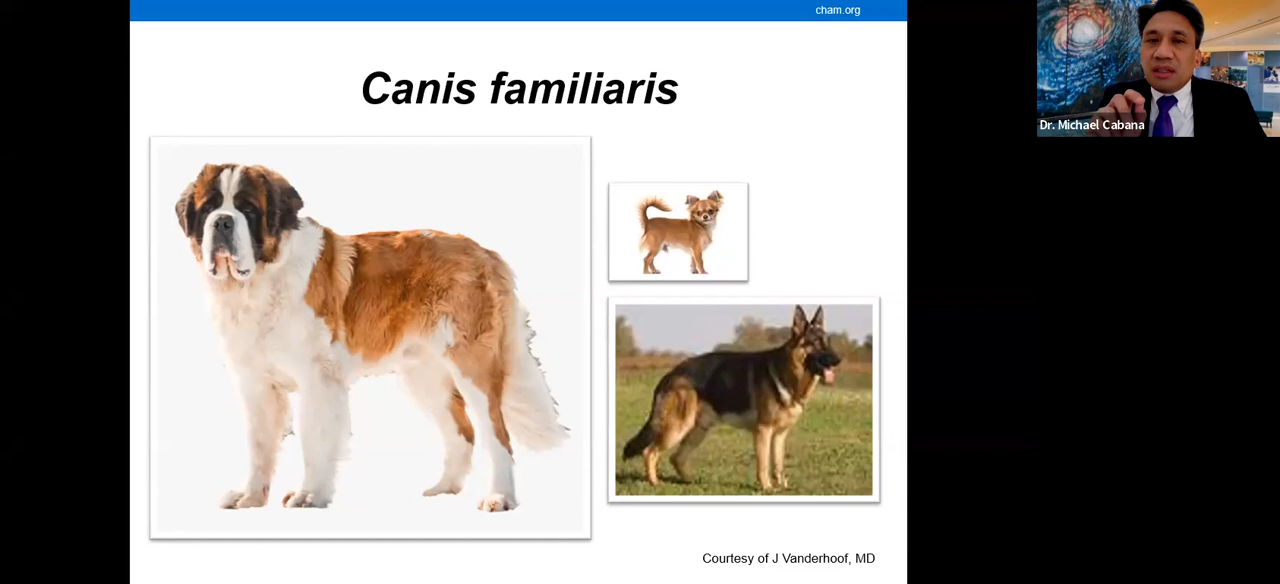 cham.org
Canis familiaris
Dr. Michael Cabana
Courtesy of J Vanderhoof, MD